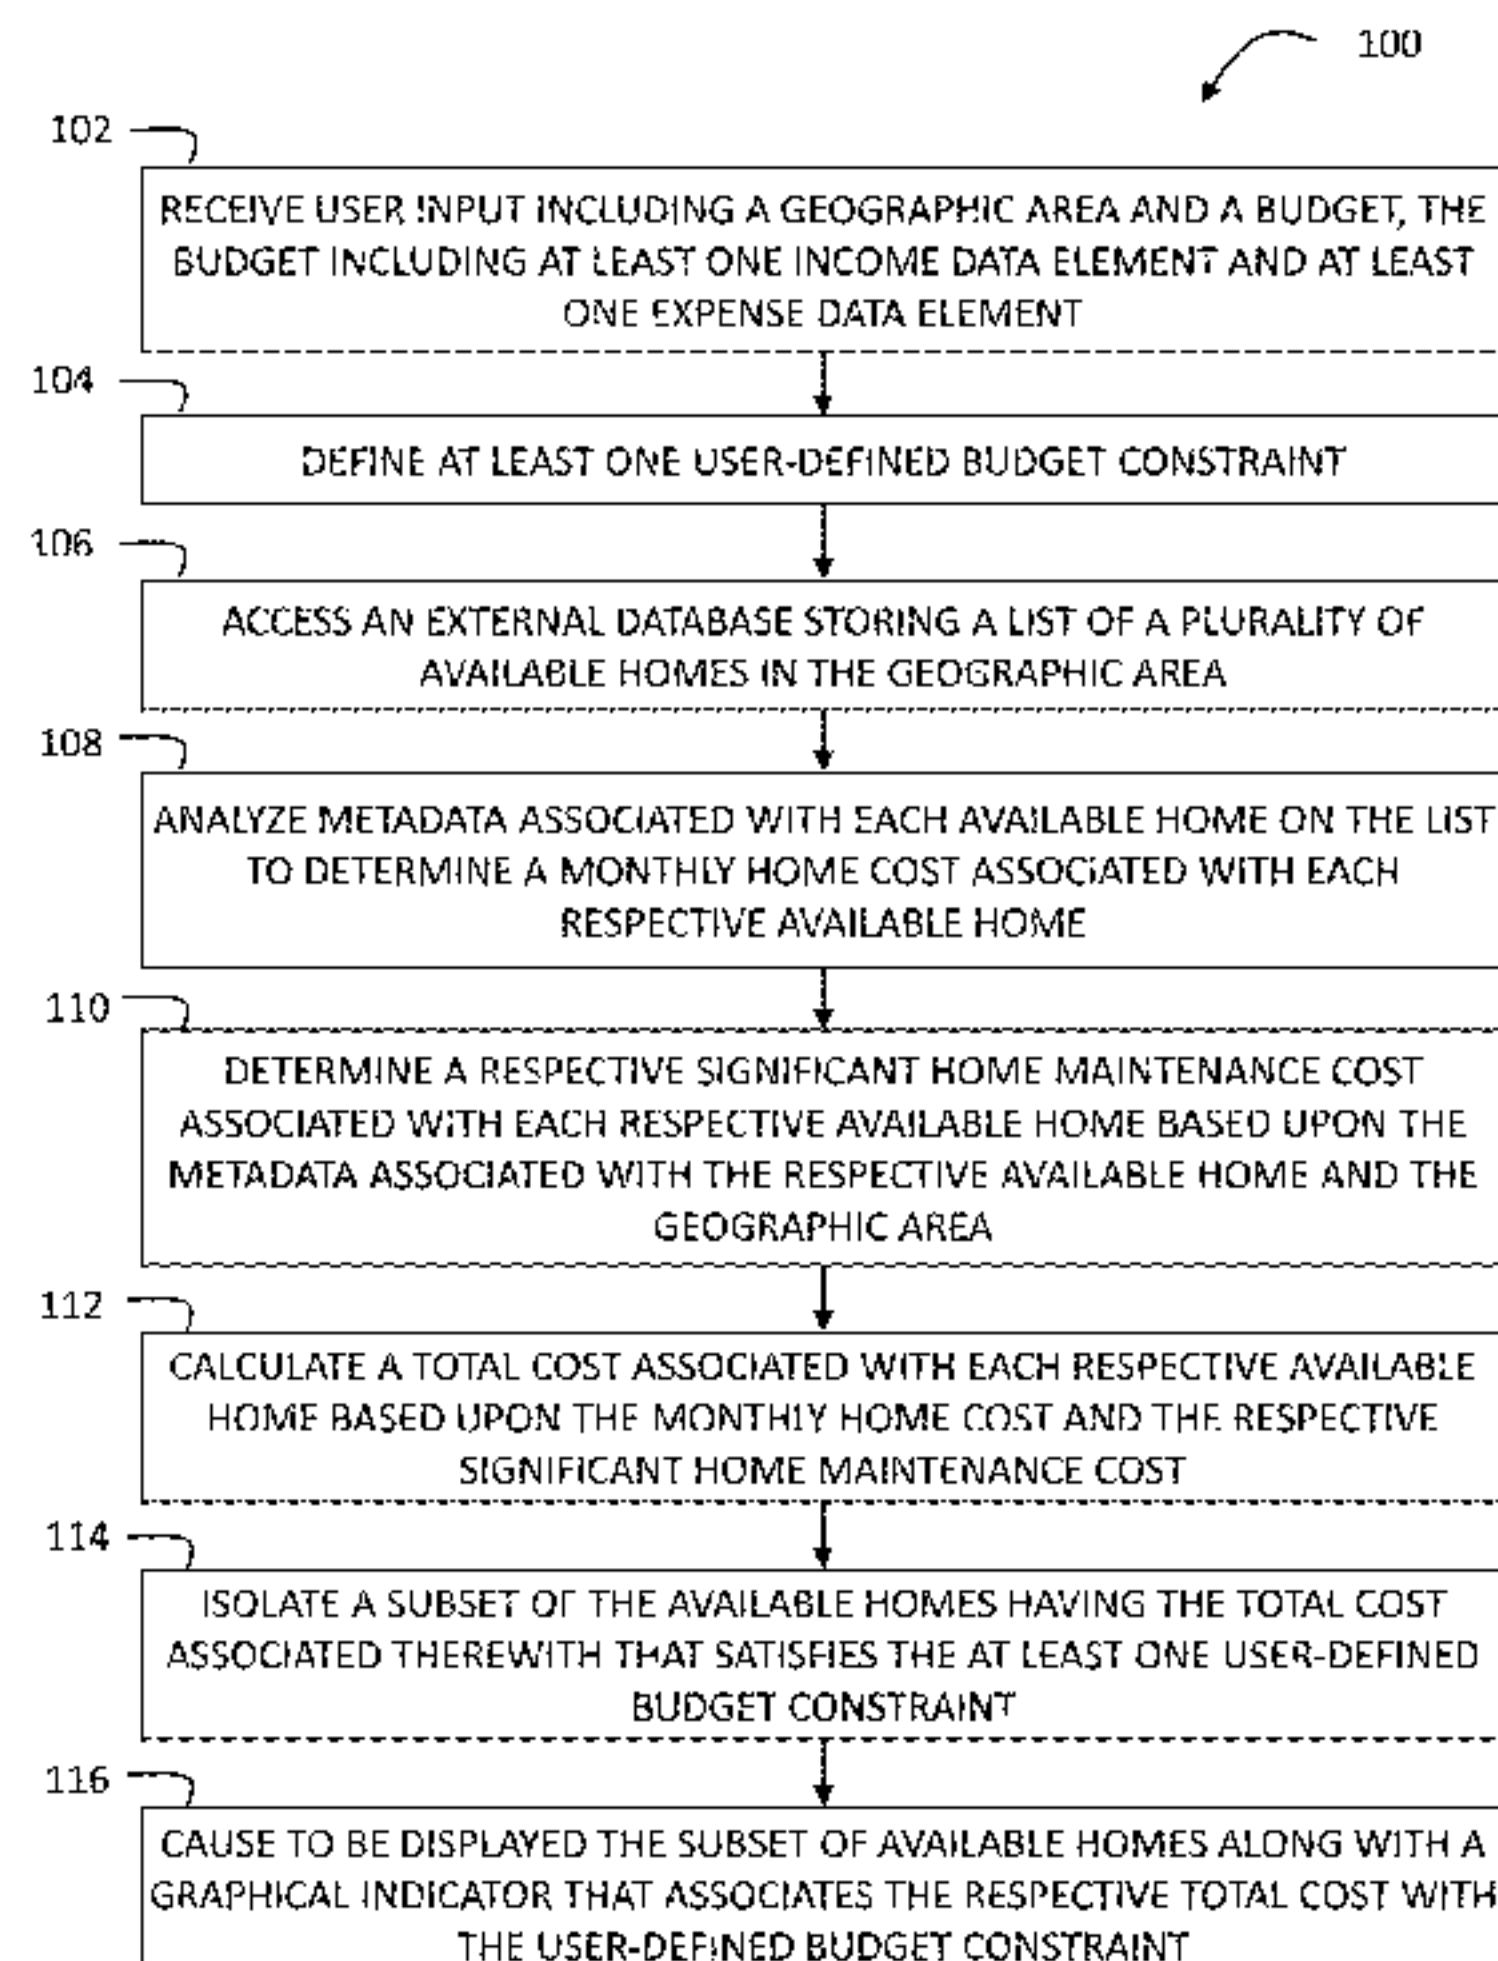 100
102
RECEIVE USER INPUT INCLUDING A GEOGRAPHIC AREA AND A BUDGET, THE
BUDGET INCLUDING AT LEAST ONE INCOME DATA ELEMENT AND AT LEAST
ONE EXPENSE DATA ELEMENT
104
DEFINE AT LEAST ONE USER-DEFINED BUDGET CONSTRAINT
106
ACCESS AN EXTERNAL DATABASE STORING A LIST OF A PLURALITY OF
AVAILABLE HOMES IN THE GEOGRAPHIC AREA
108
ANALYZE METADATA ASSOCIATED WITH EACH AVAILABLE HOME ON THE LIST
TO DETERMINE A MONTHLY HOME COST ASSOCIATED WITH EACH
RESPECTIVE AVAILABLE HOME
110
DETERMINE A RESPECTIVE SIGNIFICANT HOME MAINTENANCE COST
ASSOCIATED WITH EACH RESPECTIVE AVAILABLE HOME BASED UPON THE
METADATA ASSOCIATED WITH THE RESPECTIVE AVAILABLE HOME AND THE
GEOGRAPHIC AREA
112
CALCULATE A TOTAL COST ASSOCIATED WITH EACH RESPECTIVE AVAILABLE
HOME BASED UPON THE MONTHLY HOME COST AND THE RESPECTIVE
SIGNIFICANT HOME MAINTENANCE COST
114
ISOLATE A SUBSET OF THE AVAILABLE HOMES HAVING THE TOTAL COST
ASSOCIATED THEREWITH THAT SATISFIES THE AT LEAST ONE USER-DEFINED
BUDGET CONSTRAINT
116
CAUSE TO BE DISPLAYED THE SUBSET OF AVAILABLE HOMES ALONG WITH A
GRAPHICAL INDICATOR THAT ASSOCIATES THE RESPECTIVE TOTAL COST WITH
THE USER-DEFINED BUDGET CONSTRAINT